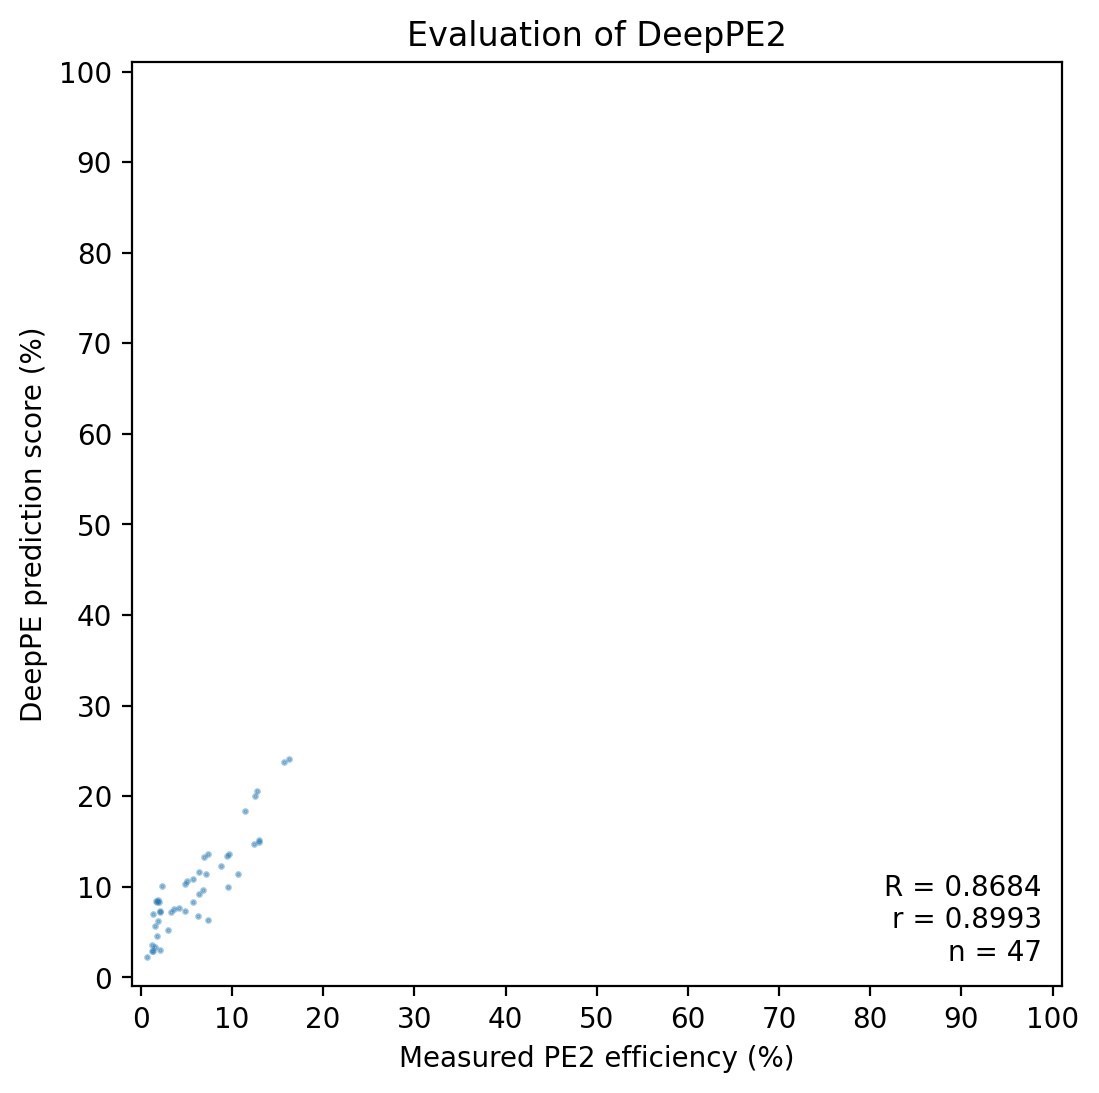 Evaluation of DeepPE2
100
90
80
70
60
50
40
30
20
10
0
DeepPE prediction score (%)
R = 0.8684
r = 0.8993
n = 47
0 10 20 30 40 50 60 70 80 90 100
Measured PE2 efficiency (%)